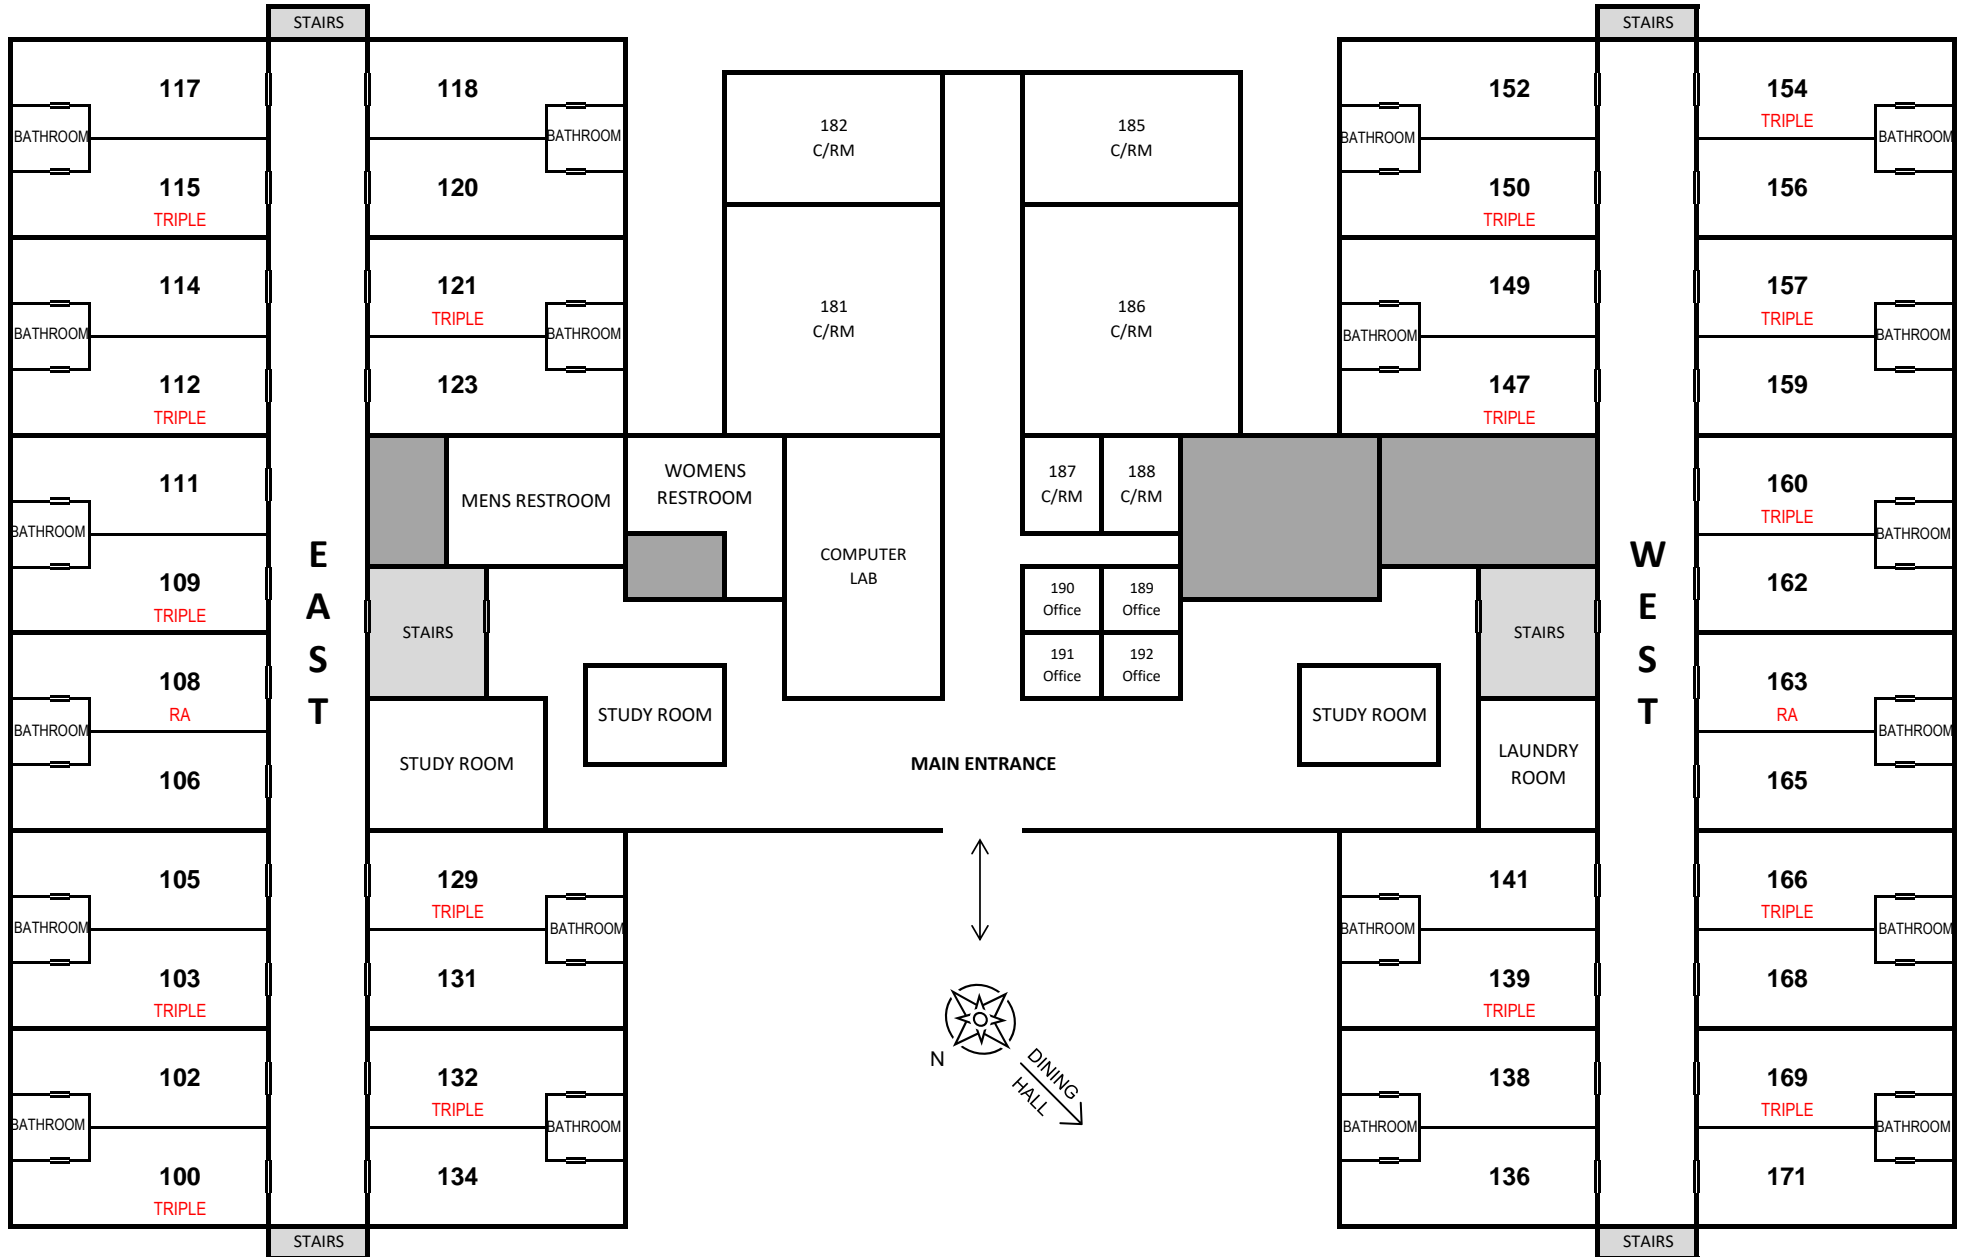 STAIRS
STAIRS
117
118
152
154
TRIPLE
182
C/RM
185
C/RM
BATHROOM
BATHROOM
BATHROOM
BATHROOM
115
TRIPLE
120
150
TRIPLE
156
114
121
TRIPLE
149
157
TRIPLE
181
C/RM
186
C/RM
BATHROOM
BATHROOM
BATHROOM
BATHROOM
112
TRIPLE
123
147
TRIPLE
159
111
MENS RESTROOM
WOMENS
RESTROOM
187
C/RM
188
C/RM
160
TRIPLE
BATHROOM
BATHROOM
E
A
S
T
COMPUTER
LAB
W
E
S
T
109
TRIPLE
190
Office
189
Office
162
STAIRS
STAIRS
191
Office
192
Office
108
RA
163
RA
STUDY ROOM
STUDY ROOM
BATHROOM
BATHROOM
STUDY ROOM
MAIN ENTRANCE
LAUNDRY
ROOM
106
165
105
129
TRIPLE
141
166
TRIPLE
BATHROOM
BATHROOM
BATHROOM
BATHROOM
103
TRIPLE
131
139
TRIPLE
168
N
DINING
HALL
102
132
TRIPLE
138
169
TRIPLE
BATHROOM
BATHROOM
BATHROOM
BATHROOM
100
TRIPLE
134
136
171
STAIRS
STAIRS